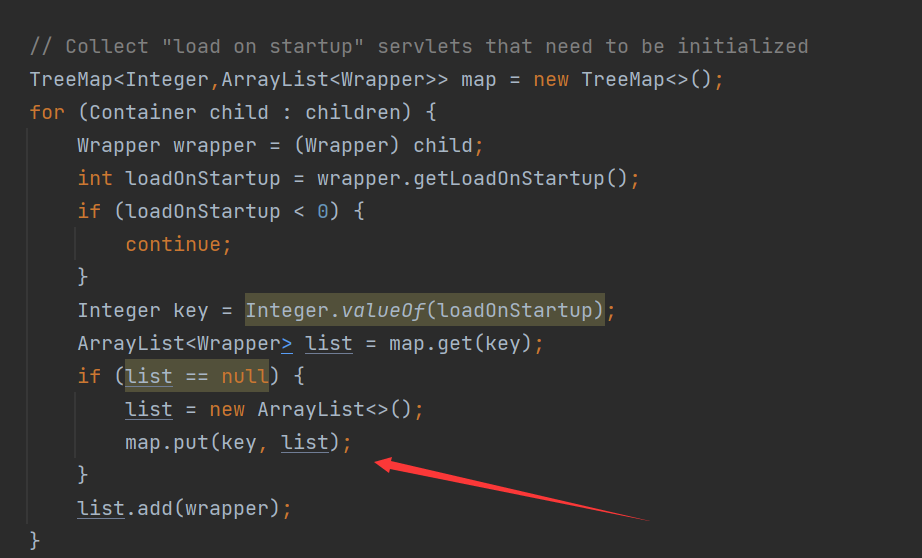 // Collect "load on startup" servlets that need to be initialized
TreeMap<Integer,ArrayList<Wrapper>> map = new TreeMap<>();
for (Container child : children) {
    Wrapper wrapper = (Wrapper) child;
    int loadOnStartup = wrapper.getLoadOnStartup();
    if (loadOnStartup < 0) {
        continue;
    }
    Integer key = Integer.valueOf(loadOnStartup);
    ArrayList<Wrapper> list = map.get(key);
    if (list == null) {
        list = new ArrayList<>();
        map.put(key, list);
    }
    list.add(wrapper);
}